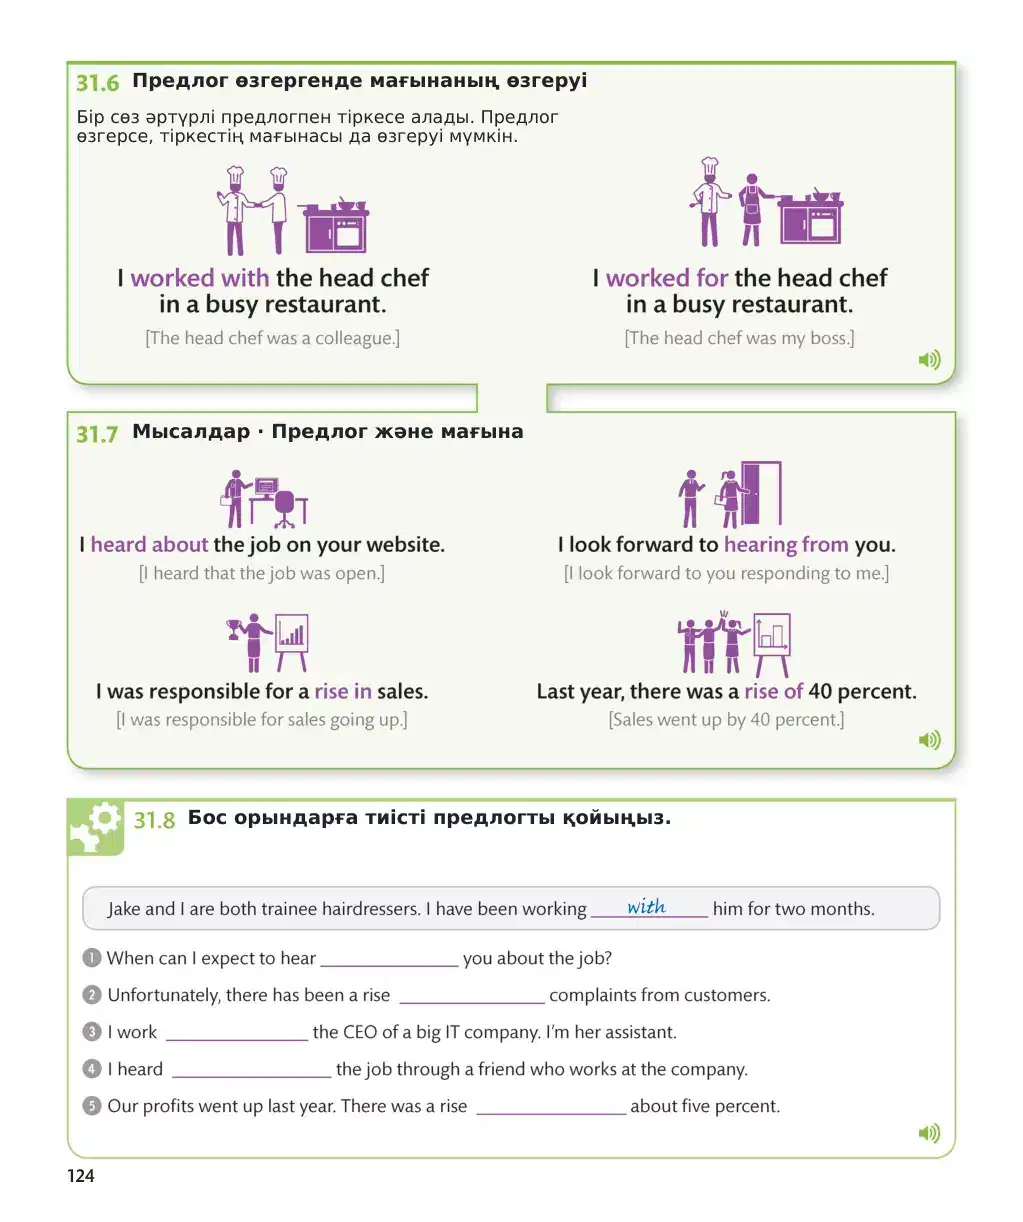 31.6 Предлог өзгергенде мағынаның өзгеруі
Бір сөз әртүрлі предлогпен тіркесе алады. Предлог
өзгерсе, тіркестің мағынасы да өзгеруі мүмкін.
I worked with the head chef
in a busy restaurant.
[The head chef was a colleague.]
I worked for the head chef
in a busy restaurant.
[The head chef was my boss.]
31.7 Мысалдар · Предлог және мағына
I heard about the job on your website.
[I heard that the job was open.]
I look forward to hearing from you.
[I look forward to you responding to me.]
I was responsible for a rise in sales.
[I was responsible for sales going up.]
Last year, there was a rise of 40 percent.
[Sales went up by 40 percent.]
31.8 Бос орындарға тиісті предлогты қойыңыз.
Jake and I are both trainee hairdressers. I have been working with him for two months.
1 When can I expect to hear ______ you about the job?
2 Unfortunately, there has been a rise ______ complaints from customers.
3 I work ______ the CEO of a big IT company. I'm her assistant.
4 I heard ______ the job through a friend who works at the company.
5 Our profits went up last year. There was a rise ______ about five percent.
124